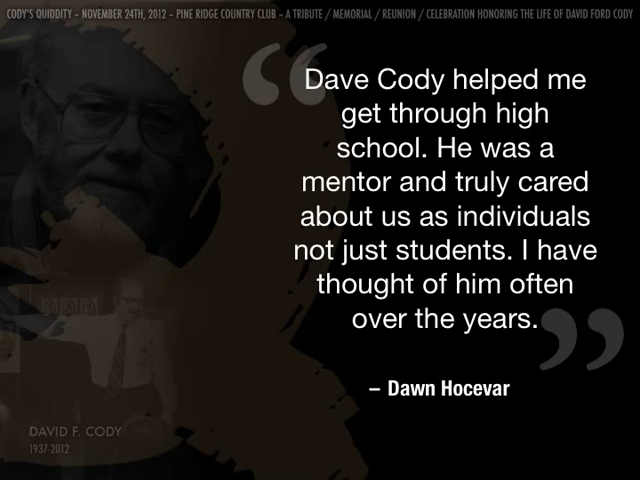 CODY'S QUIDDITY – NOVEMBER 24TH, 2012 – PINE RIDGE COUNTRY CLUB – A TRIBUTE / MEMORIAL / REUNION / CELEBRATION HONORING THE LIFE OF DAVID FORD CODY
“
Dave Cody helped me
get through high
school. He was a
mentor and truly cared
about us as individuals
not just students. I have
thought of him often
over the years.
”
– Dawn Hocevar
DAVID F. CODY
1937-2012